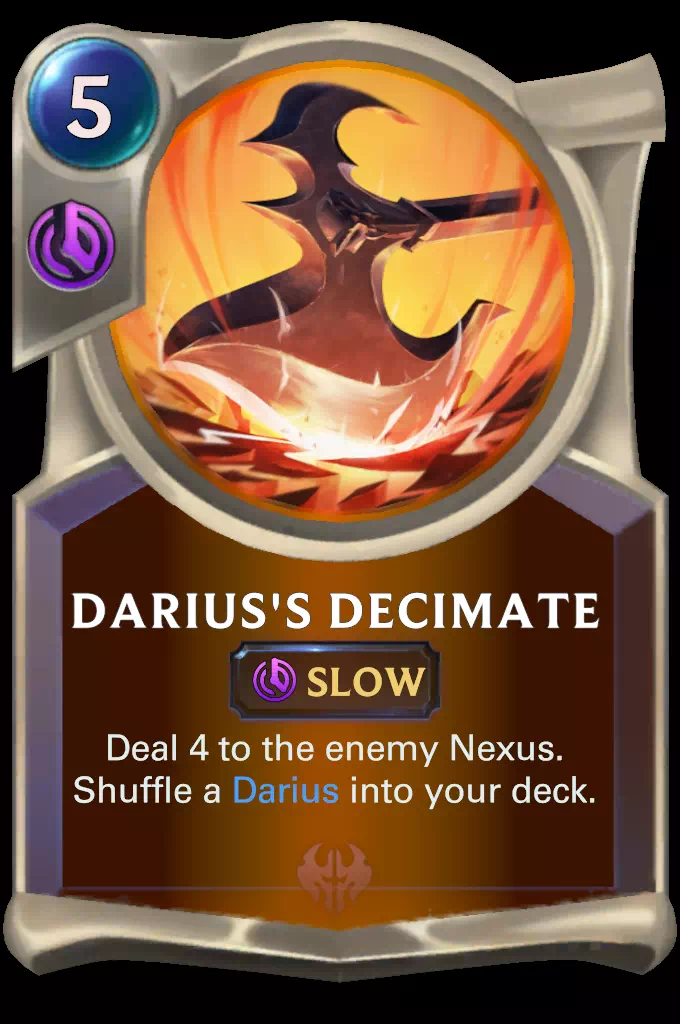 5
DARIUS'S DECIMATE
SLOW
Deal 4 to the enemy Nexus.
Shuffle a Darius into your deck.